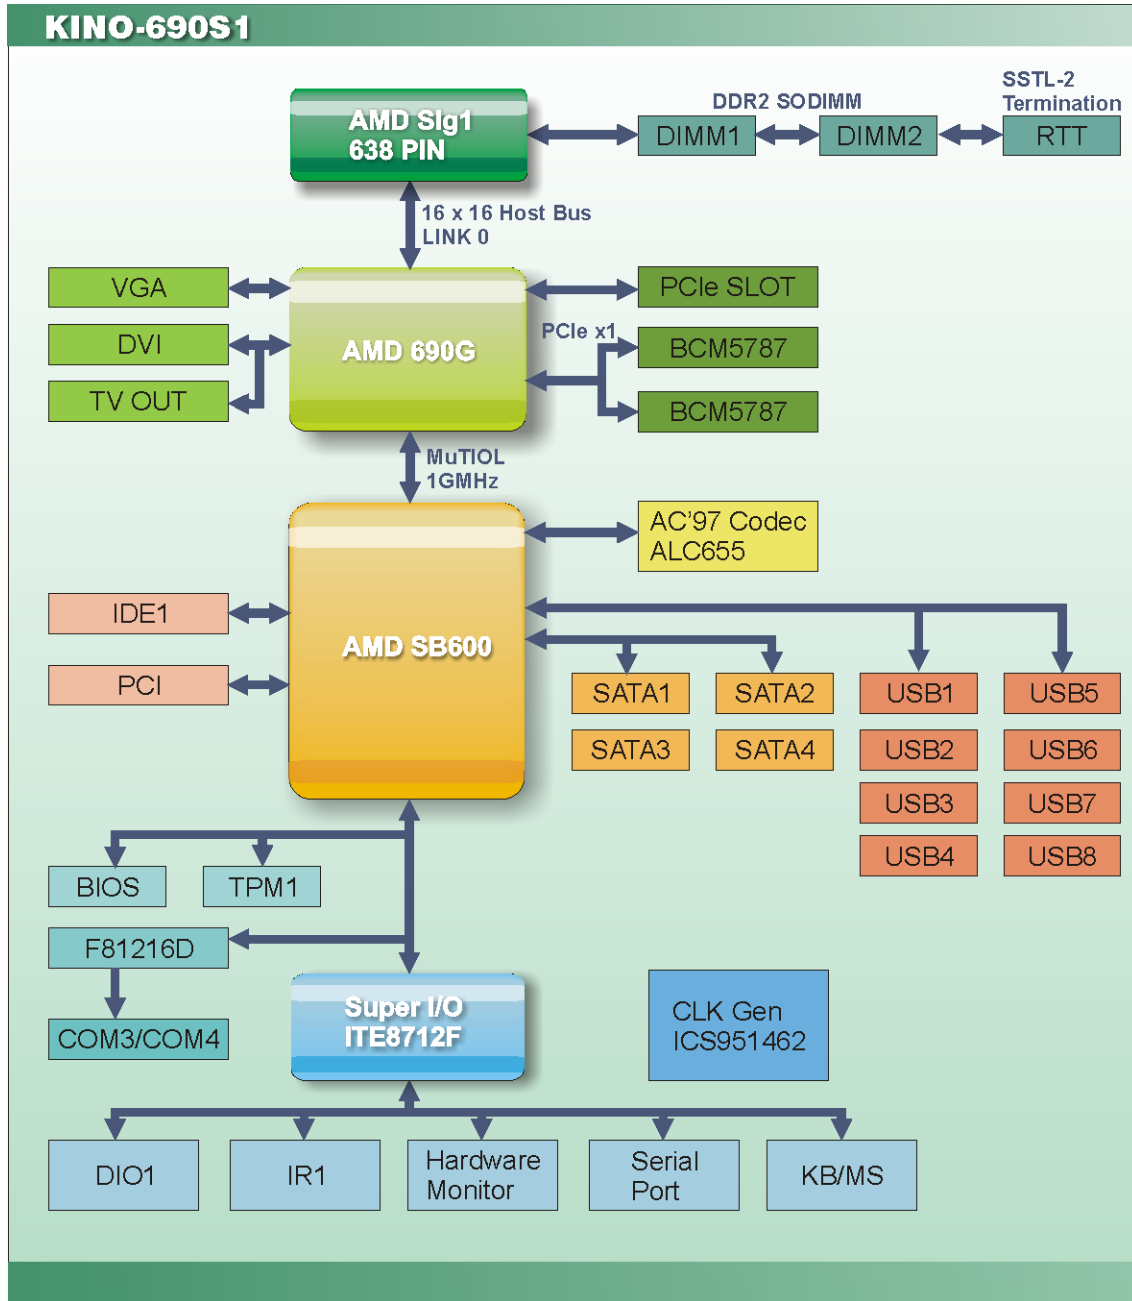 KINO-690S1
AMD SIg1
638 PIN
DDR2 SODIMM
SSTL-2
Termination
DIMM1
DIMM2
RTT
16 x 16 Host Bus
LINK 0
VGA
DVI
TV OUT
AMD 690G
PCIe SLOT
PCIe x1
BCM5787
BCM5787
MuTIOL
1GMHz
AC'97 Codec
ALC655
IDE1
PCI
AMD SB600
SATA1
SATA2
USB1
USB5
SATA3
SATA4
USB2
USB6
USB3
USB7
USB4
USB8
BIOS
TPM1
F81216D
COM3/COM4
Super I/O
ITE8712F
CLK Gen
ICS951462
DIO1
IR1
Hardware
Monitor
Serial
Port
KB/MS